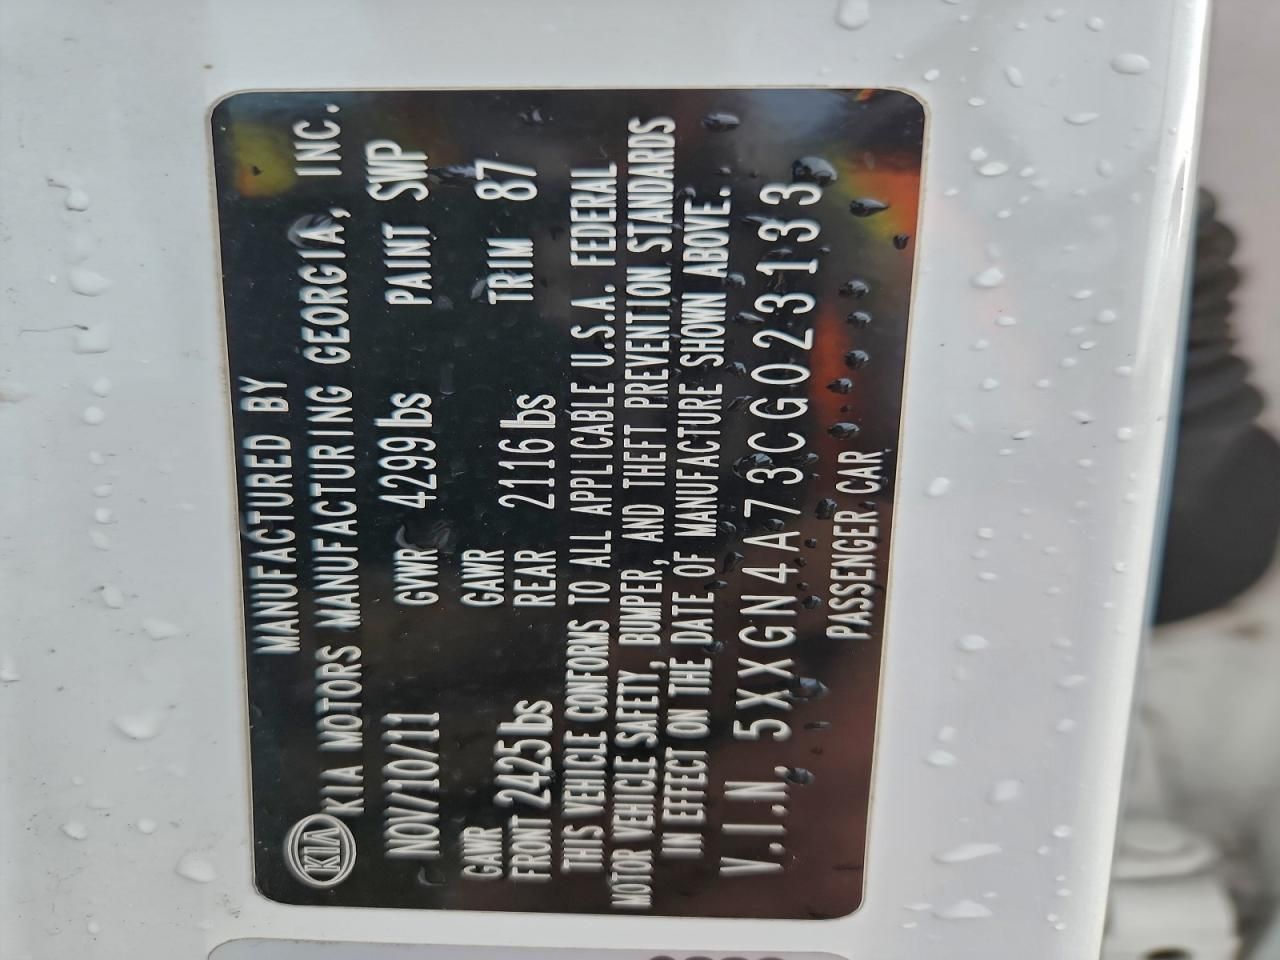 MANUFACTURED BY
KIA KIA MOTORS MANUFACTURING GEORGIA, INC.
NOV/10/11 GVWR 4299lbs PAINT SWP
GAWR FRONT 2425lbs GAWR REAR 2116lbs TRIM 87
THIS VEHICLE CONFORMS TO ALL APPLICABLE U.S.A. FEDERAL
MOTOR VEHICLE SAFETY, BUMPER, AND THEFT PREVENTION STANDARDS
IN EFFECT ON THE DATE OF MANUFACTURE SHOWN ABOVE.
V.I.N. 5XXGN4A73CG023133
PASSENGER CAR